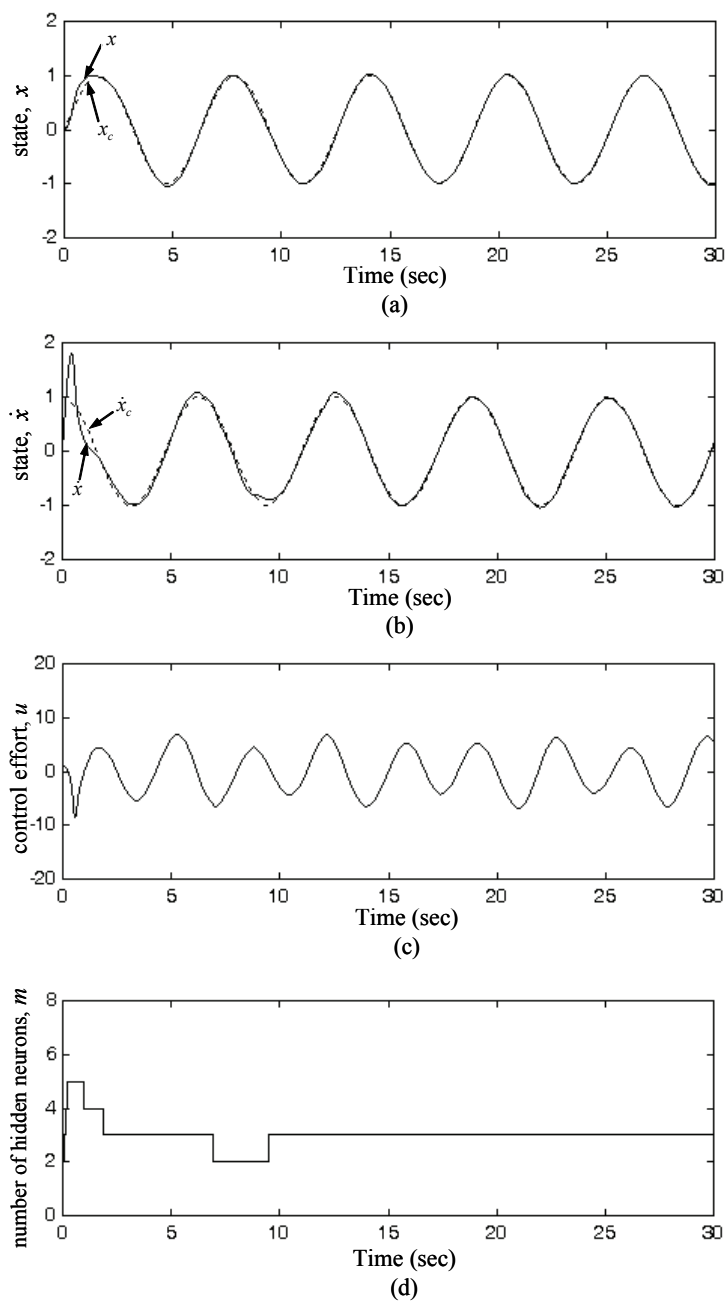 2
1
0
-1
-2
state, x
x
x_c
0 5 10 15 20 25 30
Time (sec)
(a)
2
1
0
-1
-2
state, ẋ
ẋ_c
ẋ
0 5 10 15 20 25 30
Time (sec)
(b)
20
10
0
-10
-20
control effort, u
0 5 10 15 20 25 30
Time (sec)
(c)
8
6
4
2
0
number of hidden neurons, m
0 5 10 15 20 25 30
Time (sec)
(d)